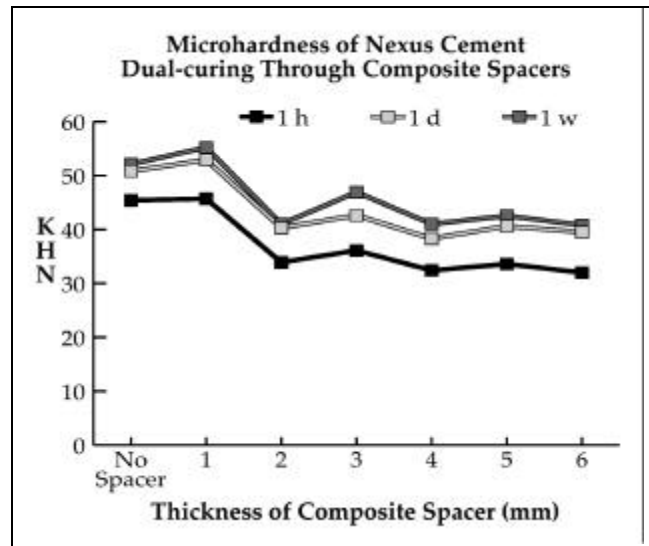 Microhardness of Nexus Cement
Dual-curing Through Composite Spacers
1 h 1 d 1 w
60
50
40
30
20
10
0
KHN
No Spacer 1 2 3 4 5 6
Thickness of Composite Spacer (mm)